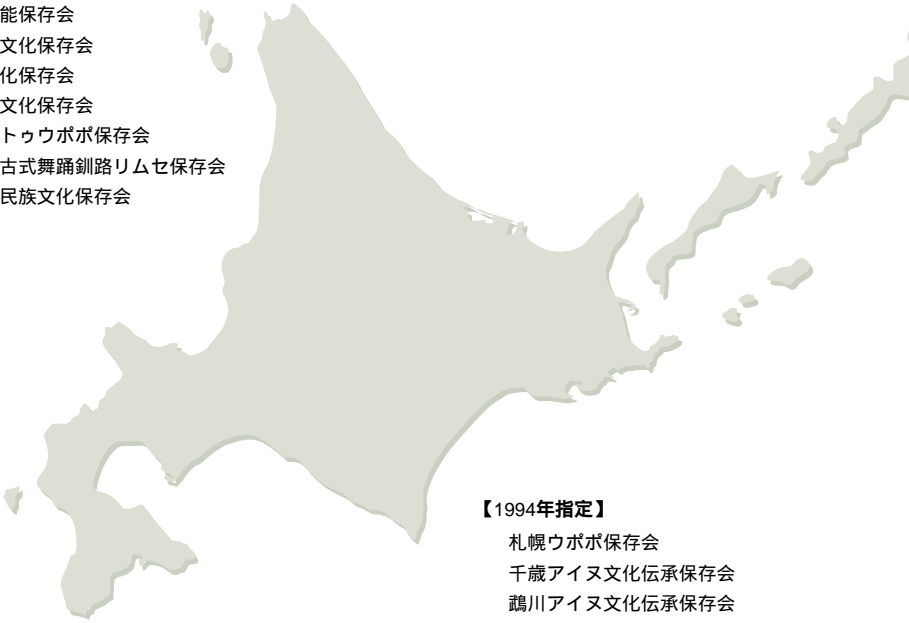 能保存会
文化保存会
化保存会
文化保存会
トゥウポポ保存会
古式舞踊釧路リムセ保存会
民族文化保存会
【1994年指定】
札幌ウポポ保存会
千歳アイヌ文化伝承保存会
鵡川アイヌ文化伝承保存会